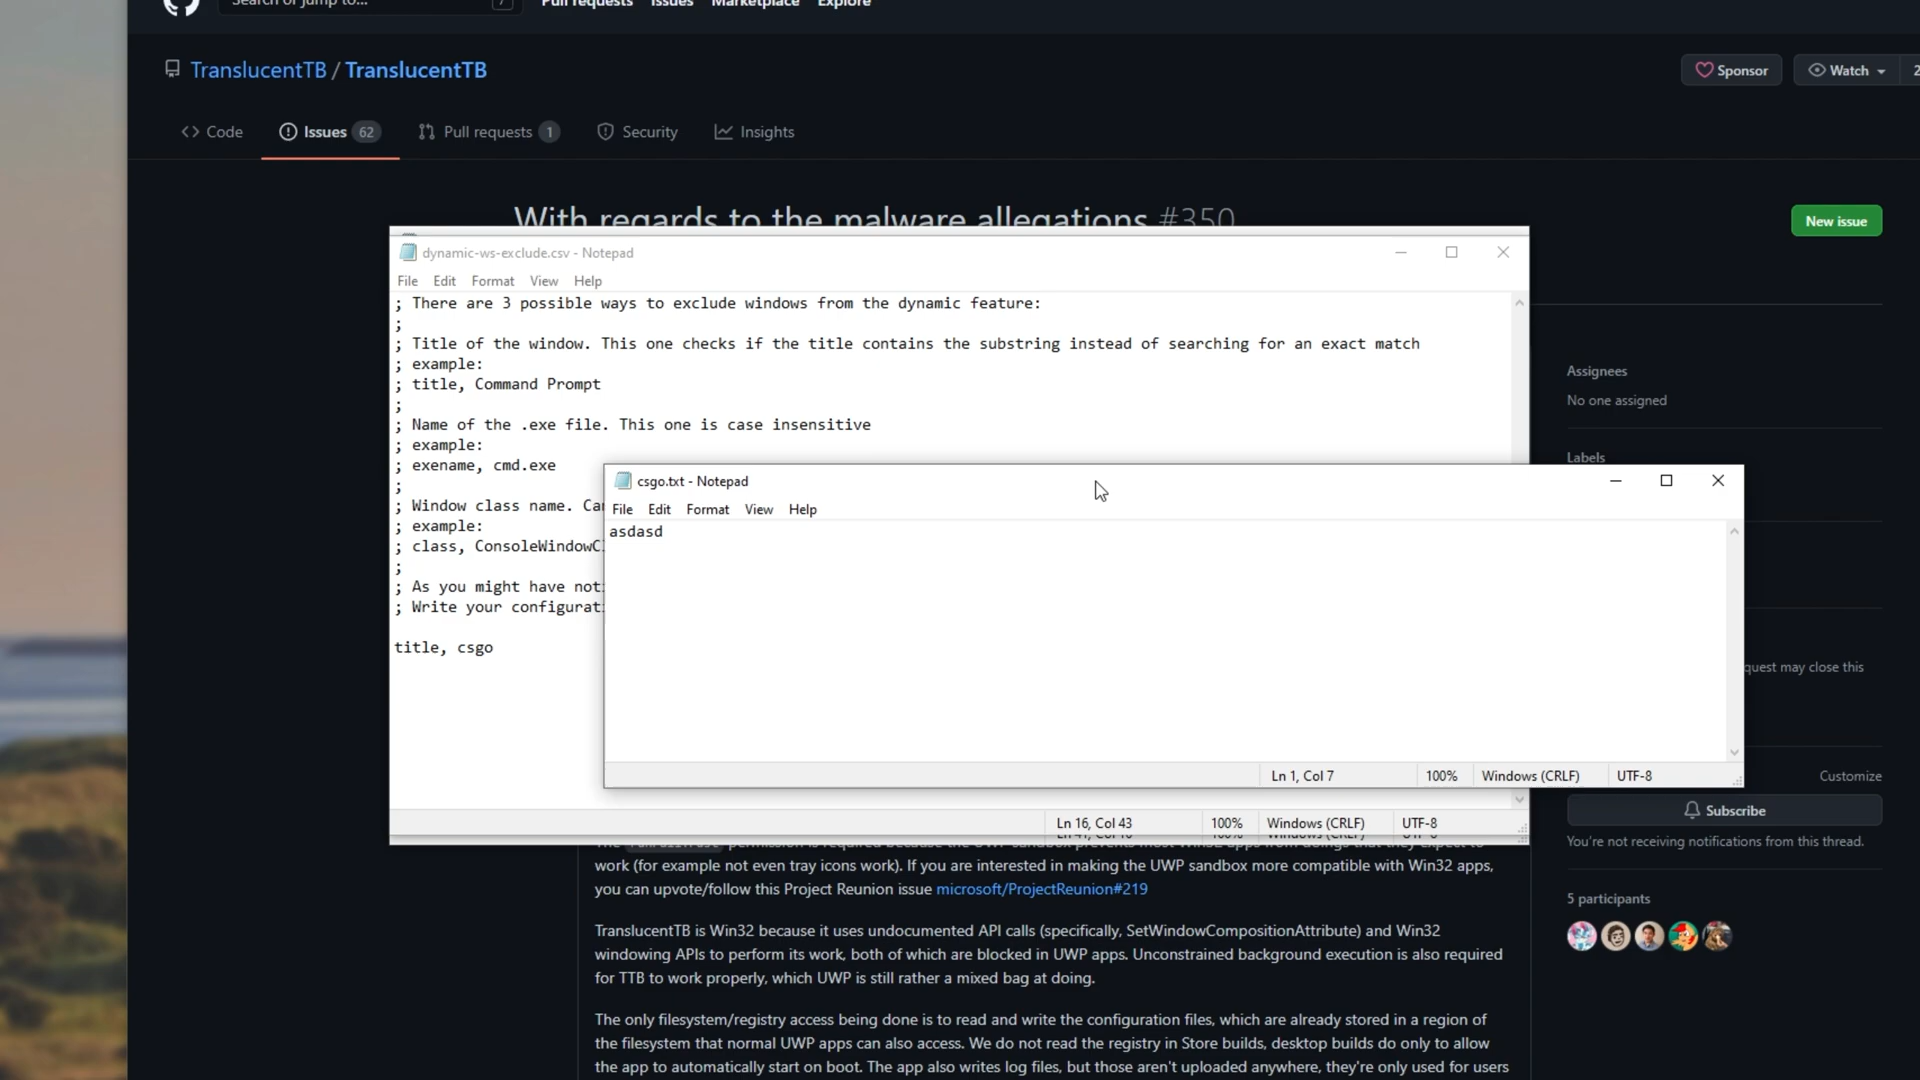 Search or jump to...
/
Pull requests Issues Marketplace Explore
TranslucentTB / TranslucentTB
Sponsor
Watch
2
Code
Issues 62
Pull requests 1
Security
Insights
With regards to the malware allegations #350
New issue
dynamic-ws-exclude.csv - Notepad
File Edit Format View Help
; There are 3 possible ways to exclude windows from the dynamic feature:
;
; Title of the window. This one checks if the title contains the substring instead of searching for an exact match
; example:
; title, Command Prompt
;
; Name of the .exe file. This one is case insensitive
; example:
; exename, cmd.exe
;
; Window class name.
; example:
; class,
;
; As you might have
; Write your
title, csgo
Ln 16, Col 43
100%
Windows (CRLF)
UTF-8
csgo.txt - Notepad
File Edit Format View Help
asdasd
Ln 1, Col 7
100%
Windows (CRLF)
UTF-8
Assignees
No one assigned
Labels
may close this
Customize
Subscribe
You're not receiving notifications from this thread.
5 participants
work (for example not even tray icons work). If you are interested in making the UWP sandbox more compatible with Win32 apps,
you can upvote/follow this Project Reunion issue microsoft/ProjectReunion#219
TranslucentTB is Win32 because it uses undocumented API calls (specifically, SetWindowCompositionAttribute) and Win32
windowing APIs to perform its work, both of which are blocked in UWP apps. Unconstrained background execution is also required
for TTB to work properly, which UWP is still rather a mixed bag at doing.
The only filesystem/registry access being done is to read and write the configuration files, which are already stored in a region of
the filesystem that normal UWP apps can also access. We do not read the registry in Store builds, desktop builds do only to allow
the app to automatically start on boot. The app also writes log files, but those aren't uploaded anywhere, they're only used for users